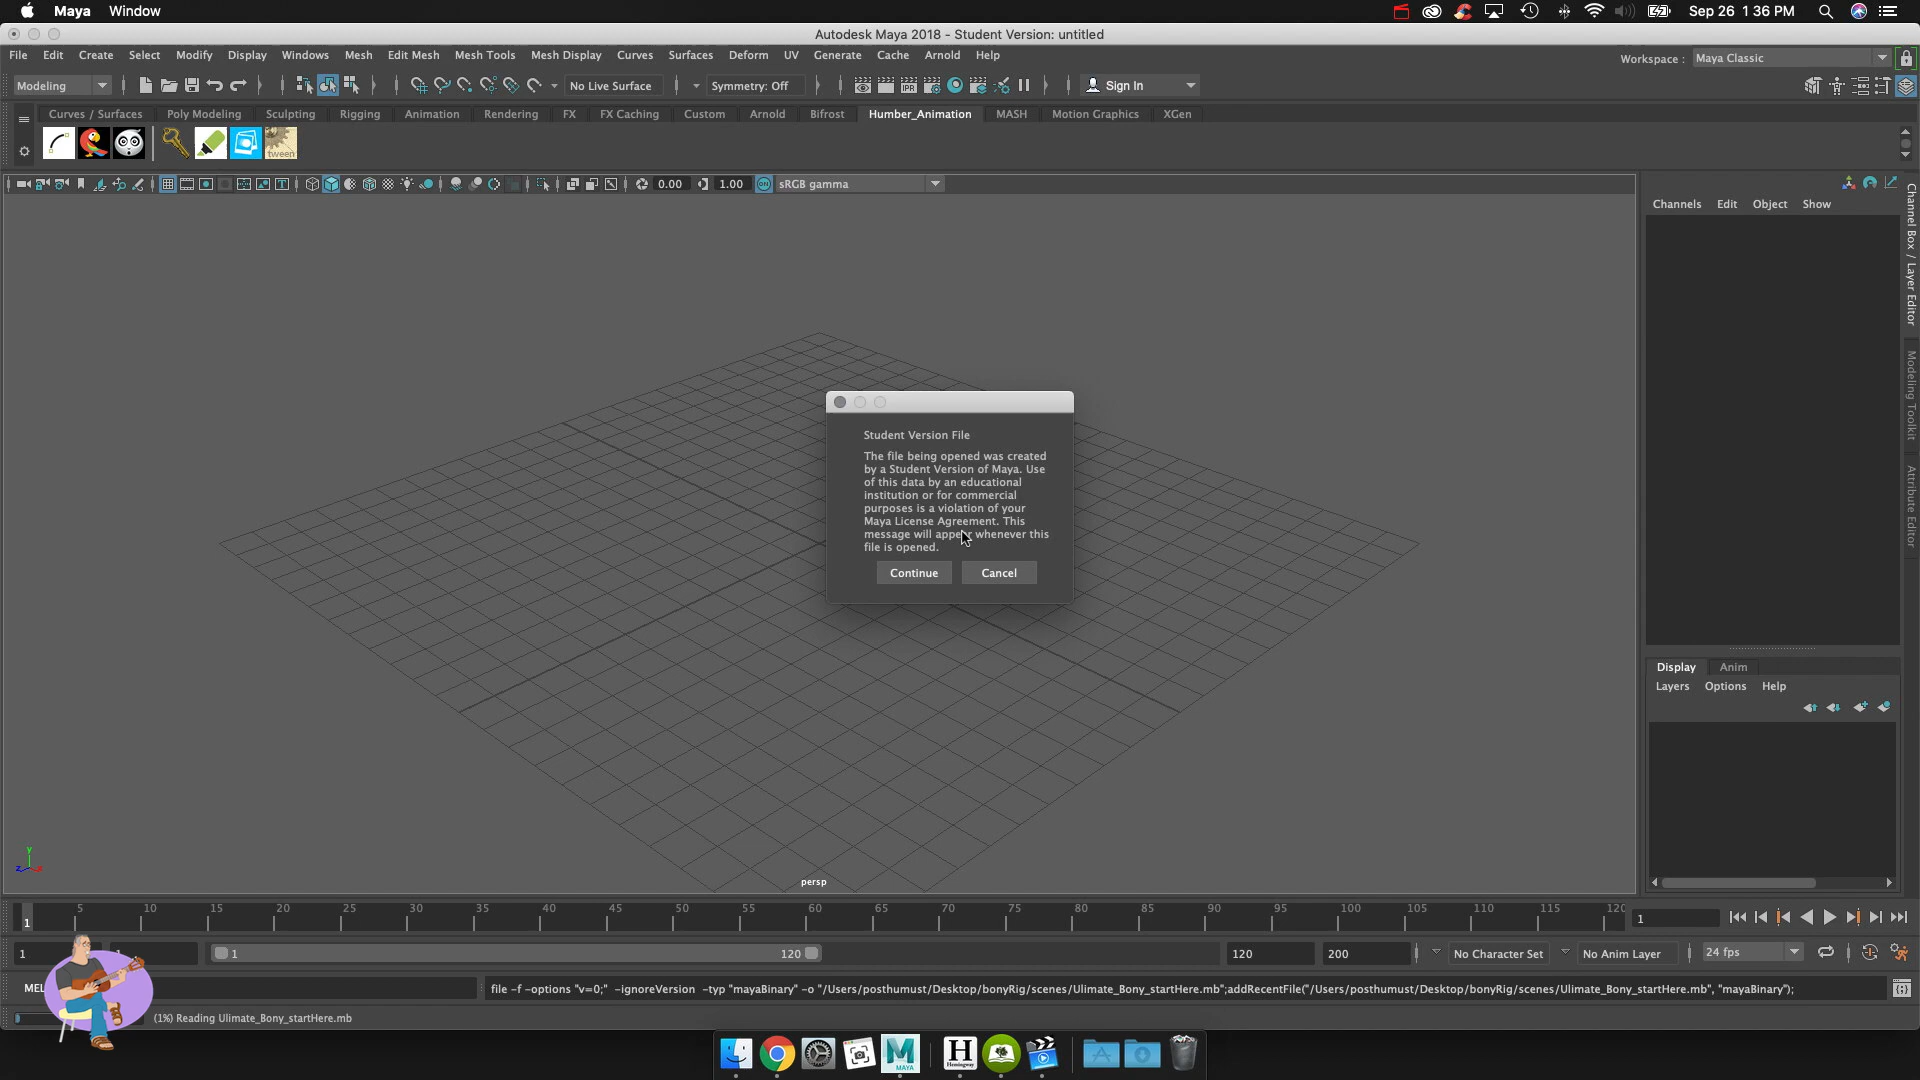 Maya Window
Sep 26 1 36 PM
Autodesk Maya 2018 - Student Version: untitled
File Edit Create Select Modify Display Windows Mesh Edit Mesh Mesh Tools Mesh Display Curves Surfaces Deform UV Generate Cache Arnold Help
Workspace : Maya Classic
Modeling
No Live Surface
Symmetry: Off
IPR
Sign In
Curves / Surfaces Poly Modeling Sculpting Rigging Animation Rendering FX FX Caching Custom Arnold Bifrost Humber_Animation MASH Motion Graphics XGen
tween
0.00 1.00 ON sRGB gamma
Channels Edit Object Show
Channel Box / Layer Editor
Modeling Toolkit
Attribute Editor
Student Version File
The file being opened was created
by a Student Version of Maya. Use
of this data by an educational
institution or for commercial
purposes is a violation of your
Maya License Agreement. This
message will appear whenever this
file is opened.
Continue Cancel
Display Anim
Layers Options Help
y
z x
persp
5 10 15 20 25 30 35 40 45 50 55 60 65 70 75 80 85 90 95 100 105 110 115 120
1
1
1 1 1 120 120 200 No Character Set No Anim Layer 24 fps
MEL
file -f -options "v=0;" -ignoreVersion -typ "mayaBinary" -o "/Users/posthumust/Desktop/bonyRig/scenes/Ulimate_Bony_startHere.mb";addRecentFile("/Users/posthumust/Desktop/bonyRig/scenes/Ulimate_Bony_startHere.mb", "mayaBinary");
(1%) Reading Ulimate_Bony_startHere.mb
M
MAYA
H
Hemingway